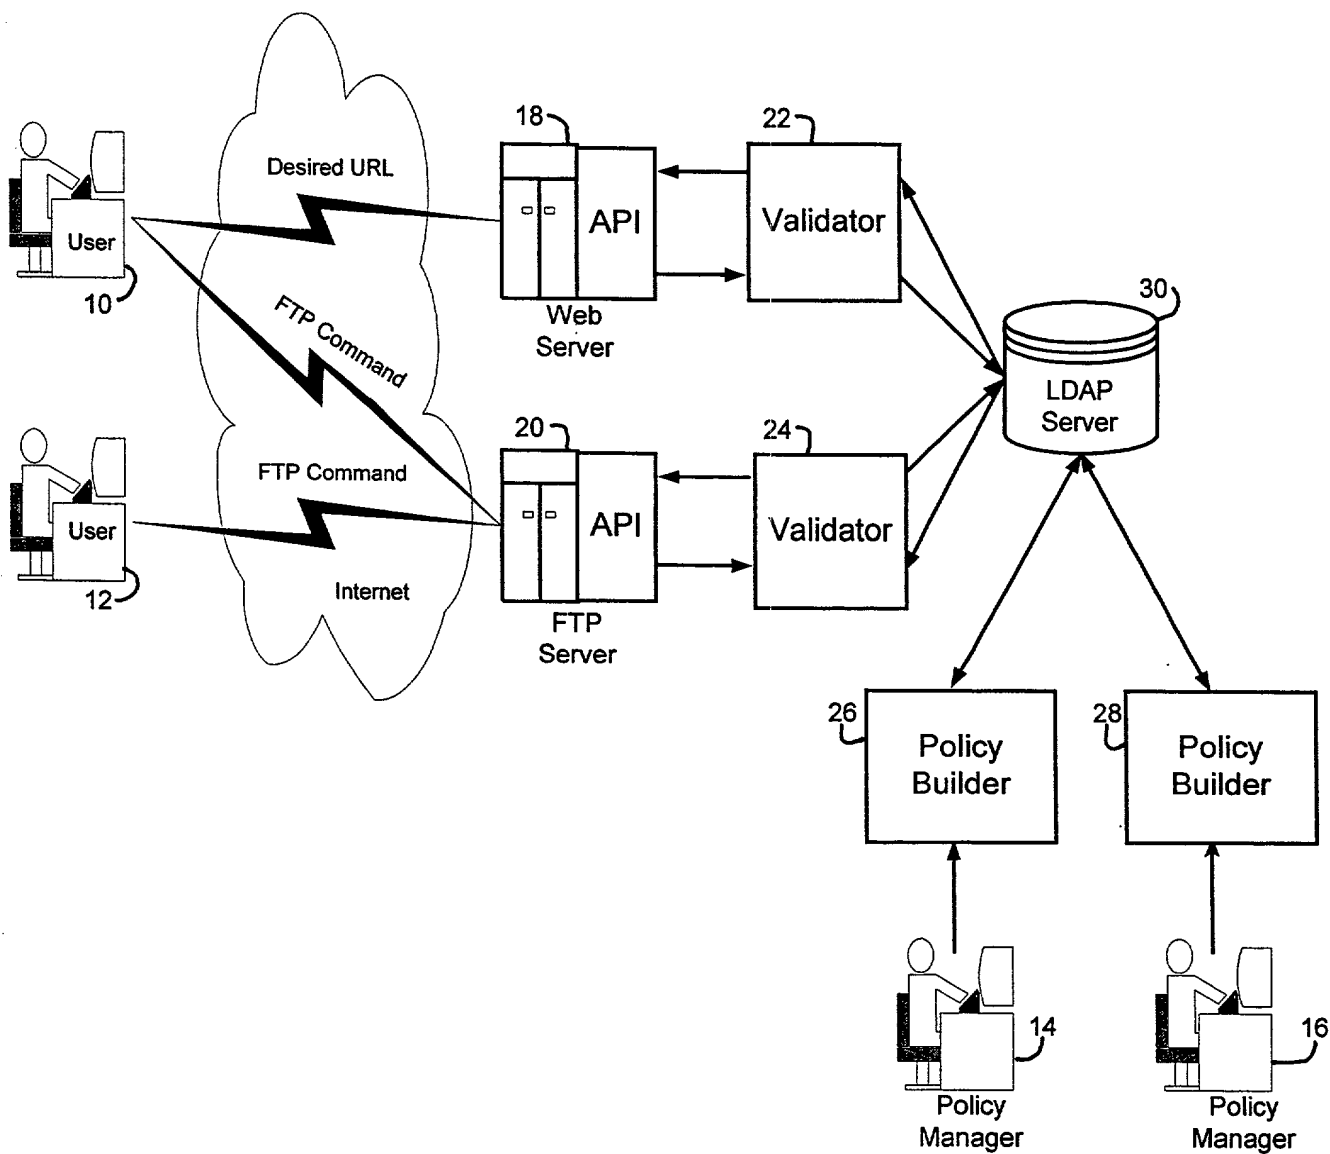 18
22
Desired URL
API
Validator
User
10
Web
Server
30
FTP Command
LDAP
Server
20
24
FTP Command
API
Validator
User
12
Internet
FTP
Server
26
Policy
Builder
28
Policy
Builder
14
Policy
Manager
16
Policy
Manager